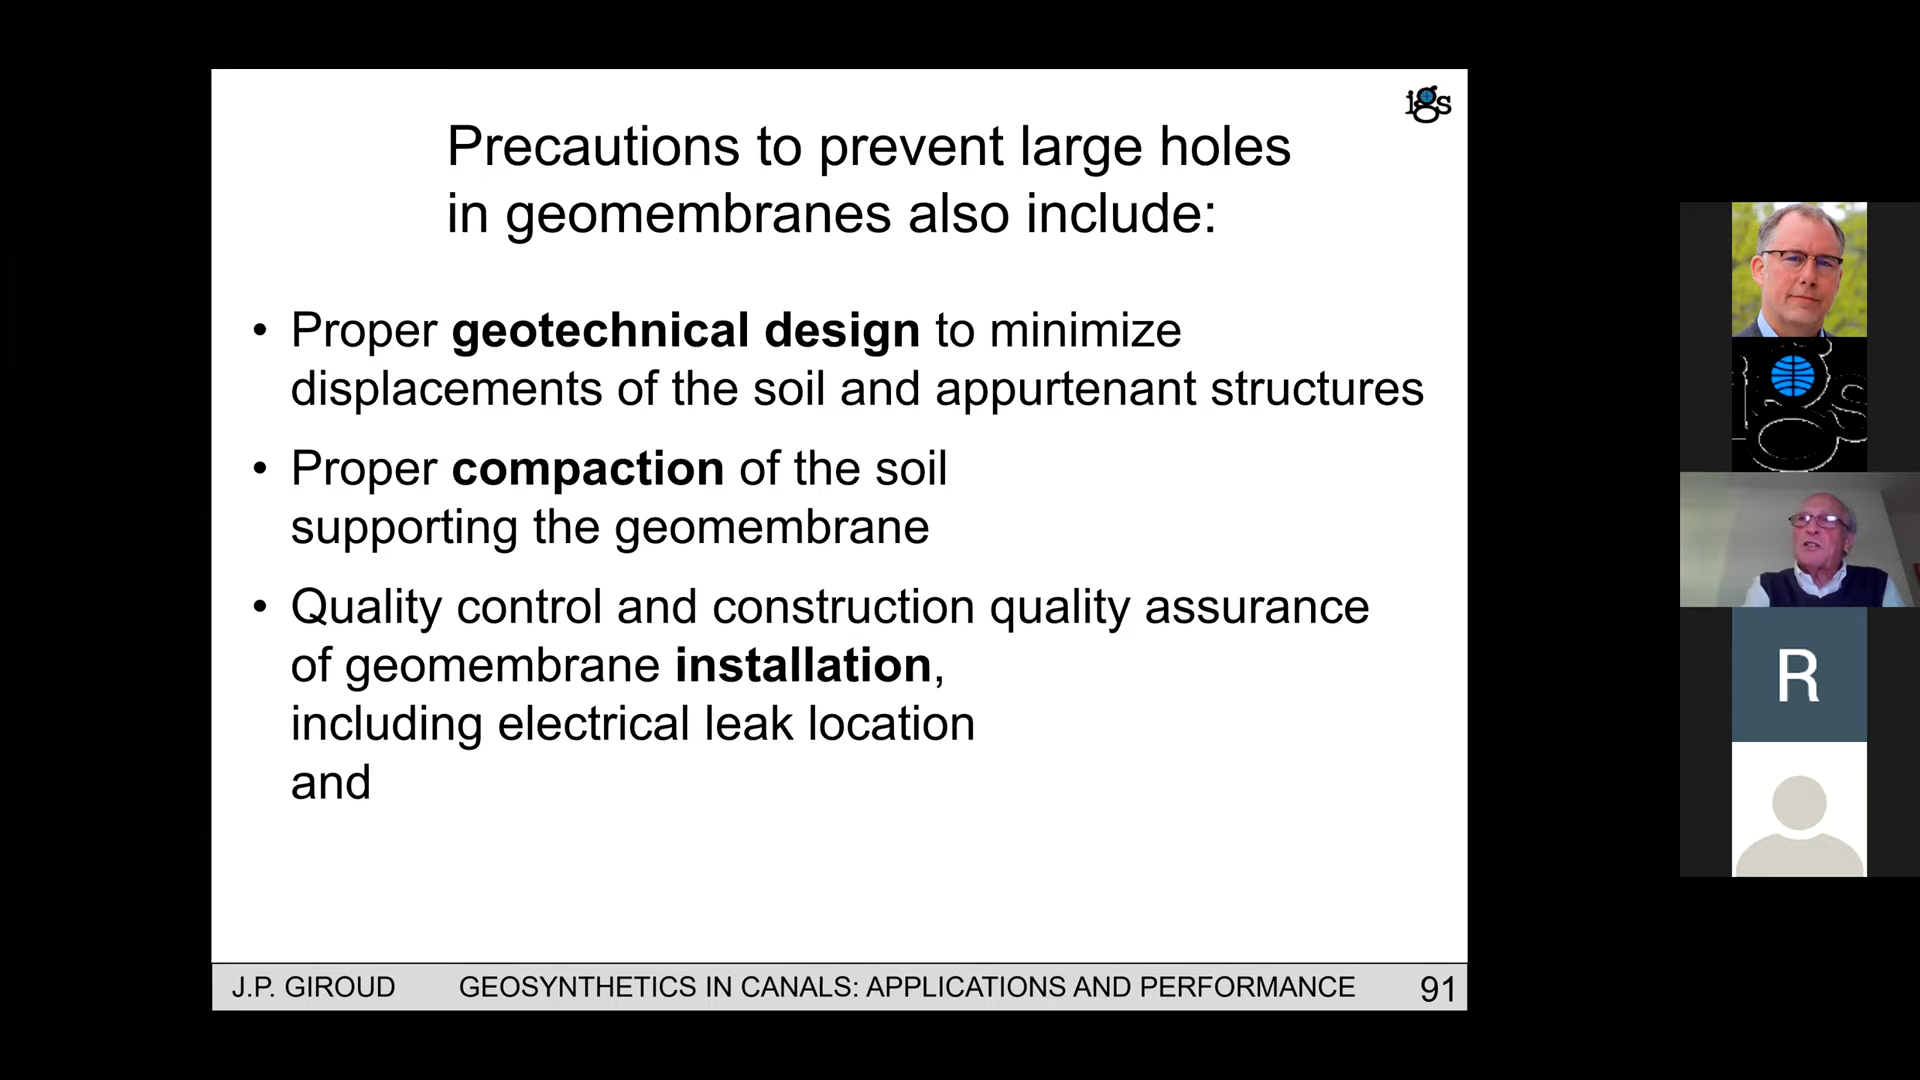 igs
Precautions to prevent large holes
in geomembranes also include:
• Proper geotechnical design to minimize
displacements of the soil and appurtenant structures
• Proper compaction of the soil
supporting the geomembrane
• Quality control and construction quality assurance
of geomembrane installation,
including electrical leak location
and
J.P. GIROUD GEOSYNTHETICS IN CANALS: APPLICATIONS AND PERFORMANCE 91
igs
R